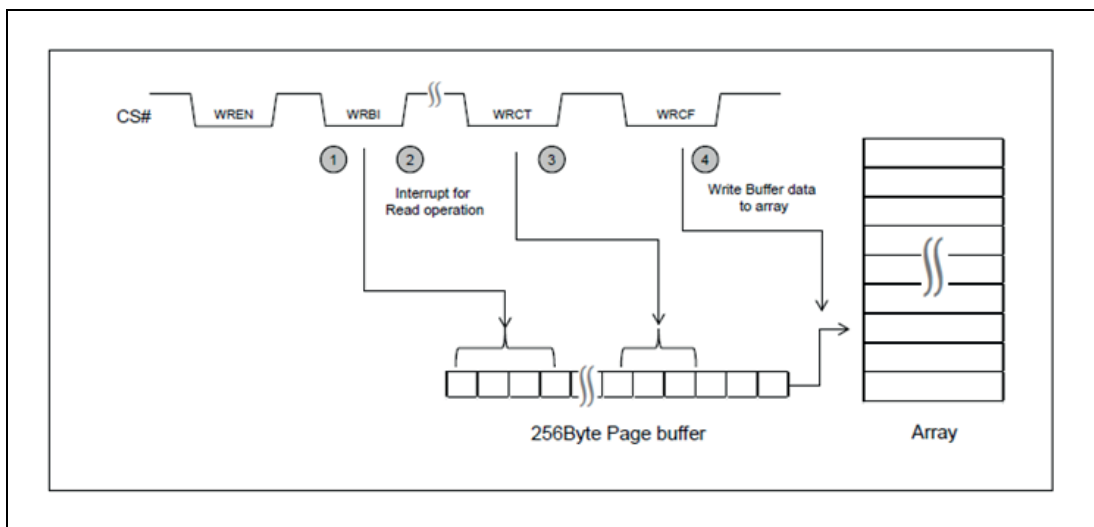 CS#
WREN
WRBI
WRCT
WRCF
1
2
3
4
Interrupt for
Read operation
Write Buffer data
to array
256Byte Page buffer
Array